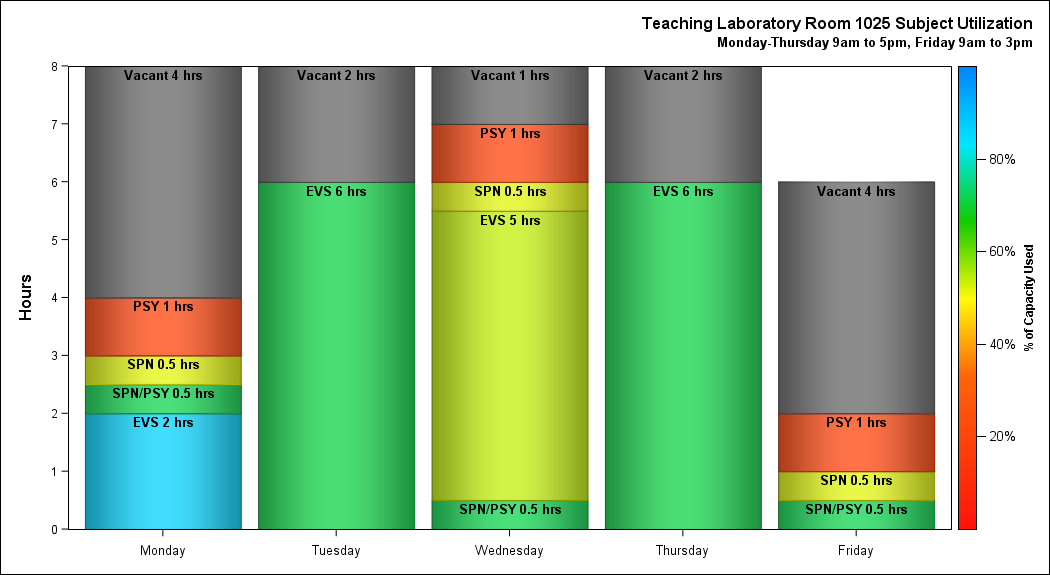 Teaching Laboratory Room 1025 Subject Utilization
Monday-Thursday 9am to 5pm, Friday 9am to 3pm
Hours
8
7
6
5
4
3
2
1
0
Vacant 4 hrs
PSY 1 hrs
SPN 0.5 hrs
SPN/PSY 0.5 hrs
EVS 2 hrs
Vacant 2 hrs
EVS 6 hrs
Vacant 1 hrs
PSY 1 hrs
SPN 0.5 hrs
EVS 5 hrs
SPN/PSY 0.5 hrs
Vacant 2 hrs
EVS 6 hrs
Vacant 4 hrs
PSY 1 hrs
SPN 0.5 hrs
SPN/PSY 0.5 hrs
Monday Tuesday Wednesday Thursday Friday
80%
60%
40%
20%
% of Capacity Used